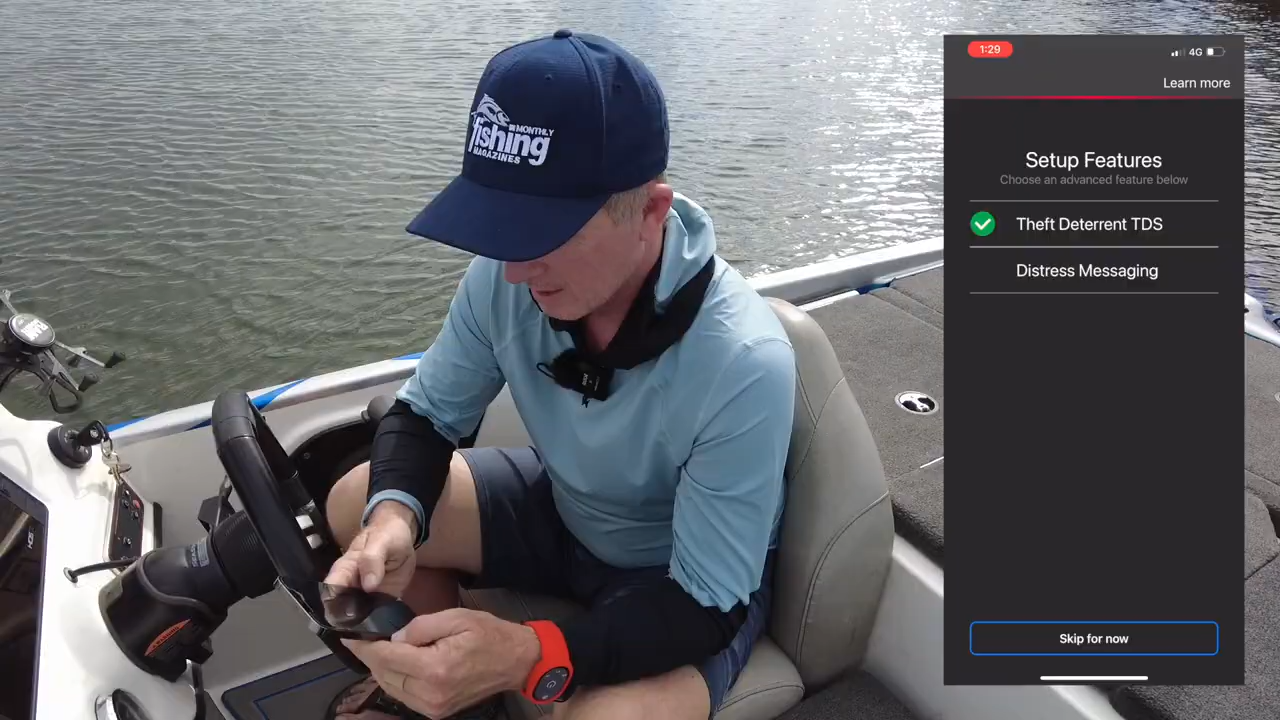 MONTHLY
fishing
MAGAZINES
1:29
4G
Learn more
Setup Features
Choose an advanced feature below
Theft Deterrent TDS
Distress Messaging
Skip for now